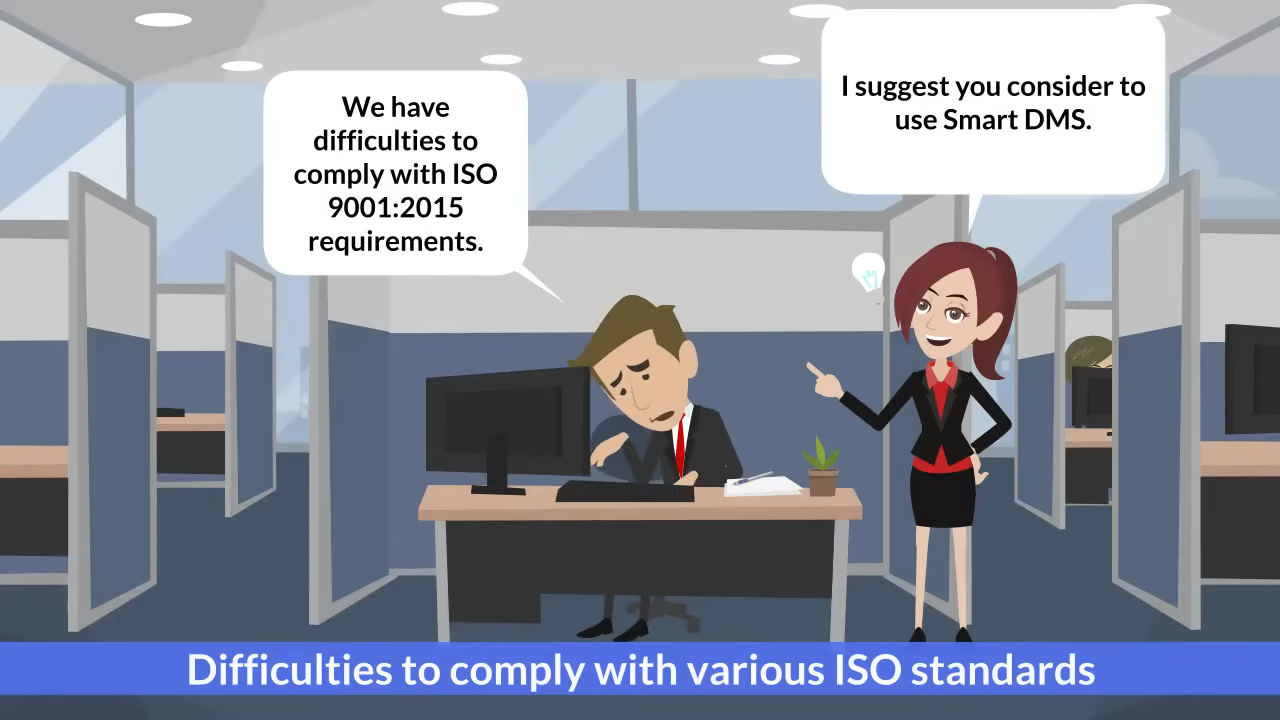 We have
difficulties to
comply with ISO
9001:2015
requirements.
I suggest you consider to
use Smart DMS.
Difficulties to comply with various ISO standards